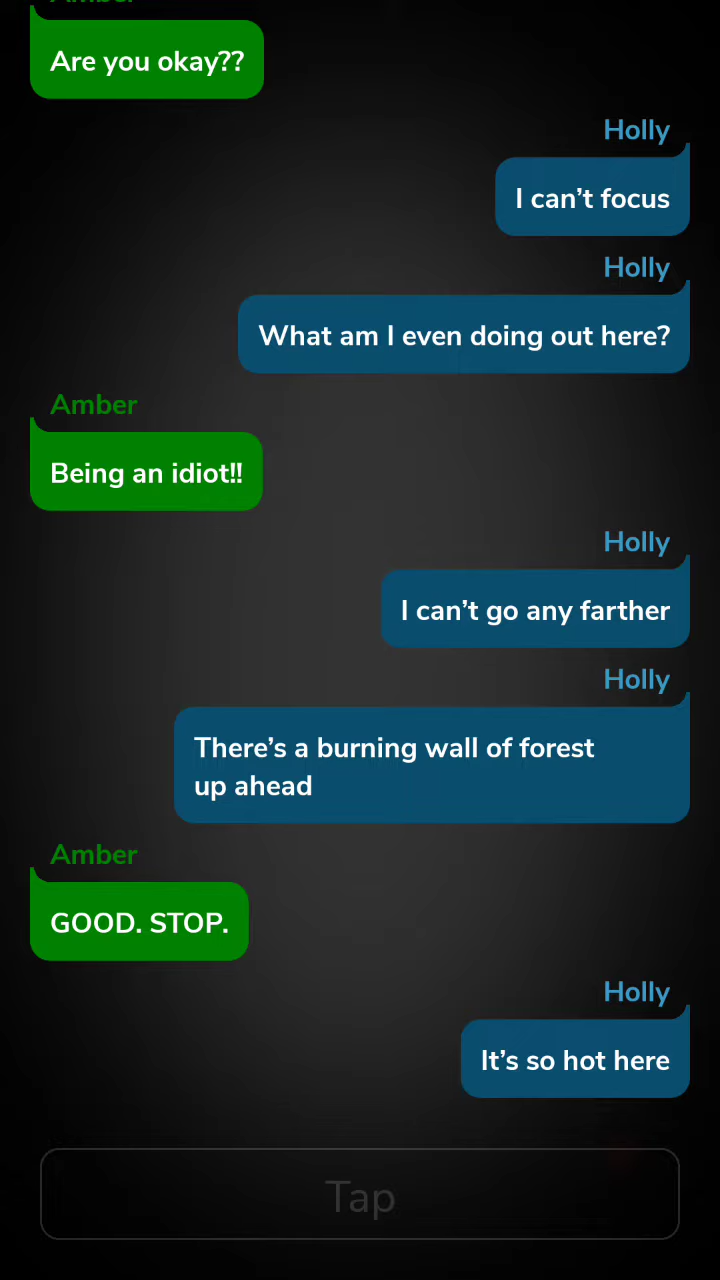 Amber
Are you okay??
Holly
I can’t focus
Holly
What am I even doing out here?
Amber
Being an idiot!!
Holly
I can’t go any farther
Holly
There’s a burning wall of forest
up ahead
Amber
GOOD. STOP.
Holly
It’s so hot here
Tap